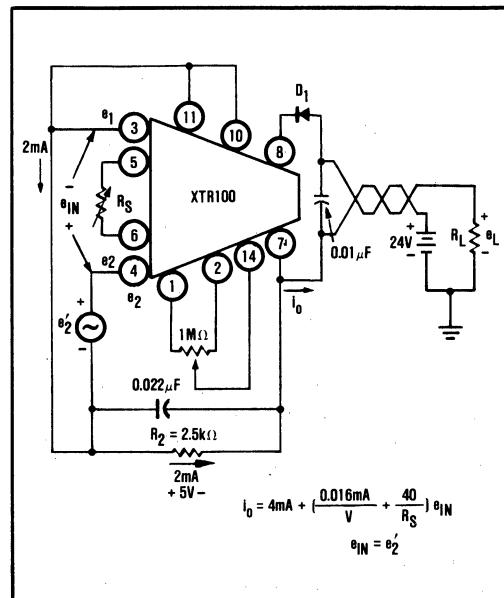 D1
11
10
e1
3
8
2mA
5
−
eIN
RS
XTR100
+
6
0.01μF
24V
+
−
RL
+
eL
−
e2
4
e2
1
2
14
7
io
+
e′2
−
1MΩ
0.022μF
R2 = 2.5kΩ
2mA
+ 5V −
io = 4mA + (0.016mA/V + 40/RS) eIN
eIN = e′2